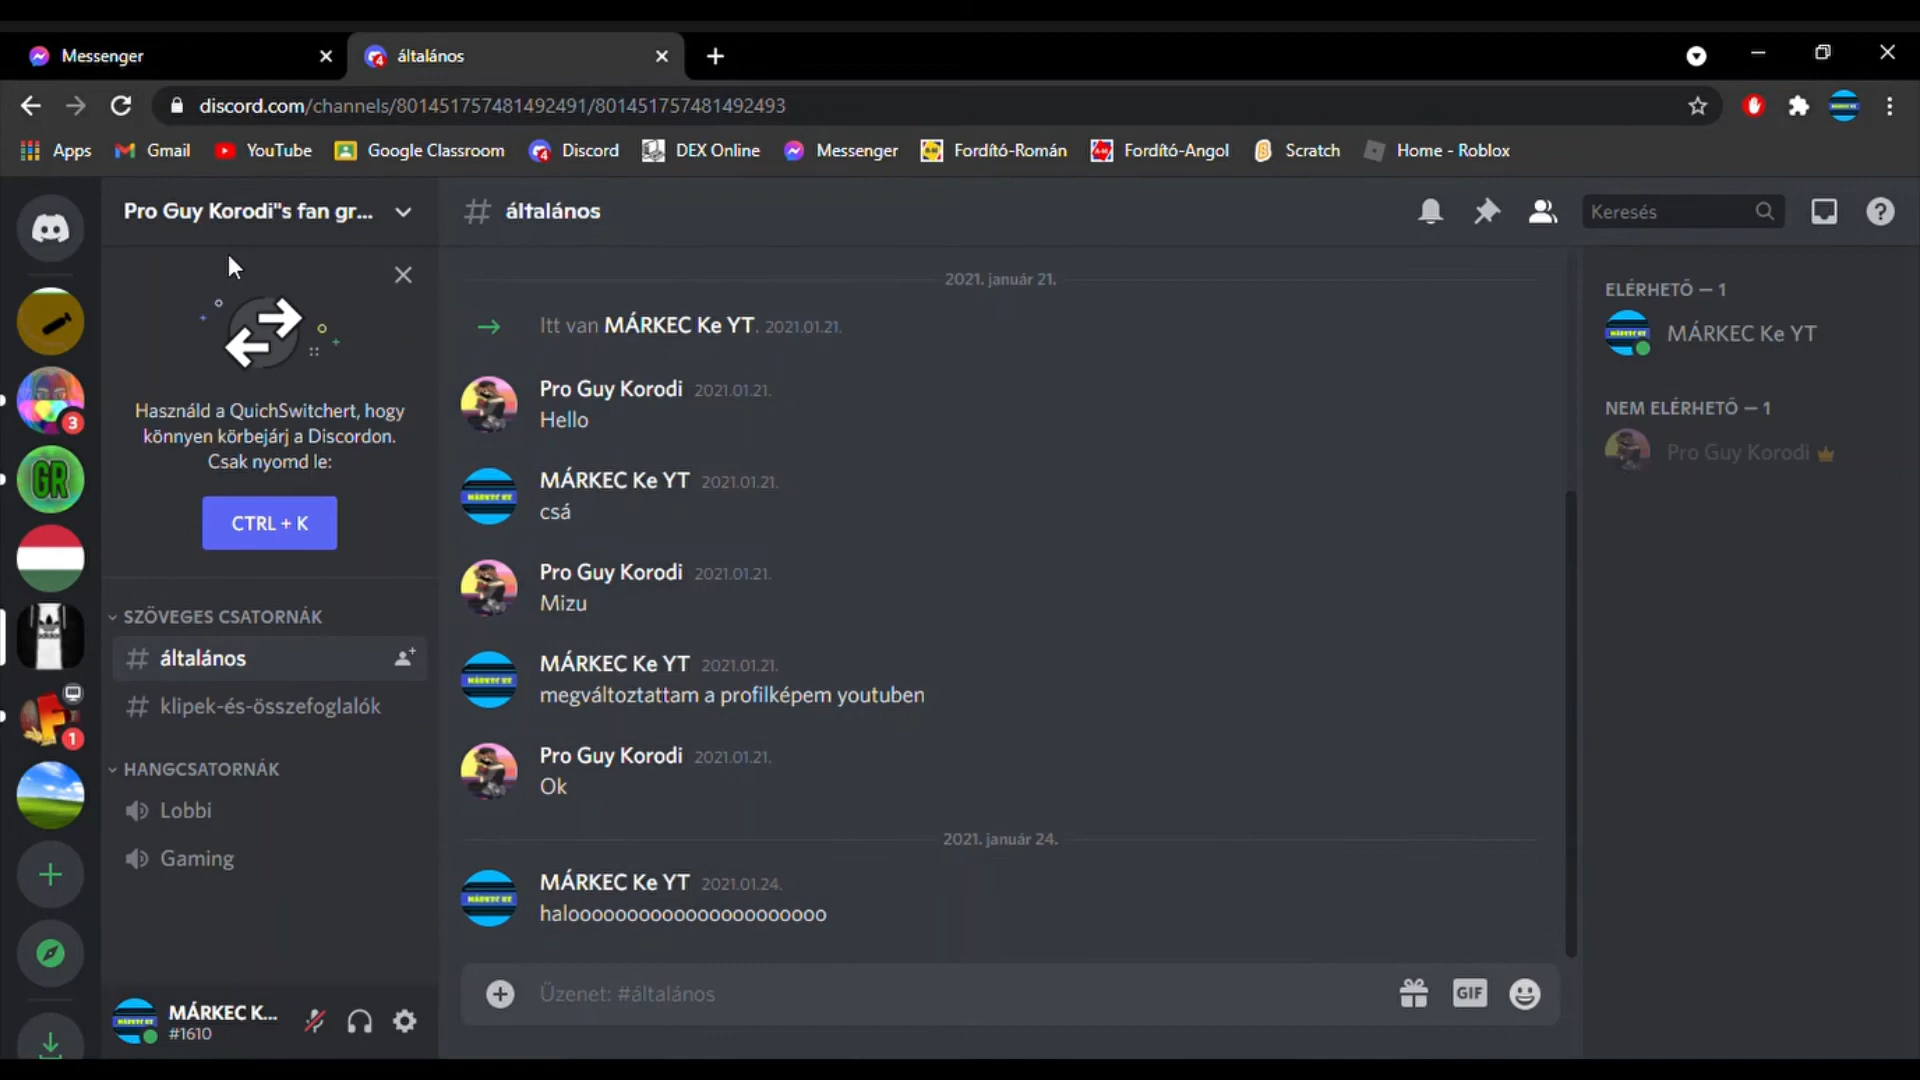 Messenger
általános
discord.com/channels/801451757481492491/801451757481492493
Apps
Gmail
YouTube
Google Classroom
Discord
DEX Online
Messenger
Fordító-Román
Fordító-Angol
Scratch
Home - Roblox
Pro Guy Korodi"s fan gr...
általános
Keresés
Használd a QuichSwitchert, hogy
könnyen körbejárj a Discordon.
Csak nyomd le:
CTRL + K
SZÖVEGES CSATORNÁK
általános
klipek-és-összefoglalók
HANGCSATORNÁK
Lobbi
Gaming
3
GR
1
MÁRKEC K...
#1610
2021. január 21.
Itt van MÁRKEC Ke YT. 2021.01.21.
Pro Guy Korodi 2021.01.21.
Hello
MÁRKEC Ke YT 2021.01.21.
csá
Pro Guy Korodi 2021.01.21.
Mizu
MÁRKEC Ke YT 2021.01.21.
megváltoztattam a profilképem youtuben
Pro Guy Korodi 2021.01.21.
Ok
2021. január 24.
MÁRKEC Ke YT 2021.01.24.
haloooooooooooooooooooooo
Üzenet: #általános
GIF
ELÉRHETŐ — 1
MÁRKEC Ke YT
NEM ELÉRHETŐ — 1
Pro Guy Korodi